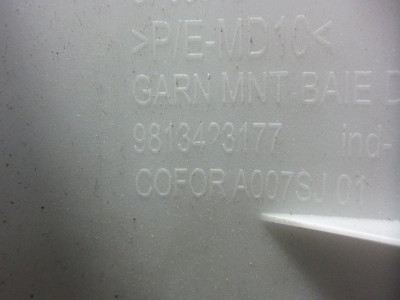 >P/E-MD10<
GARN MNT-BAIE D
9813423177 ind-
COFOR A007SJ 01